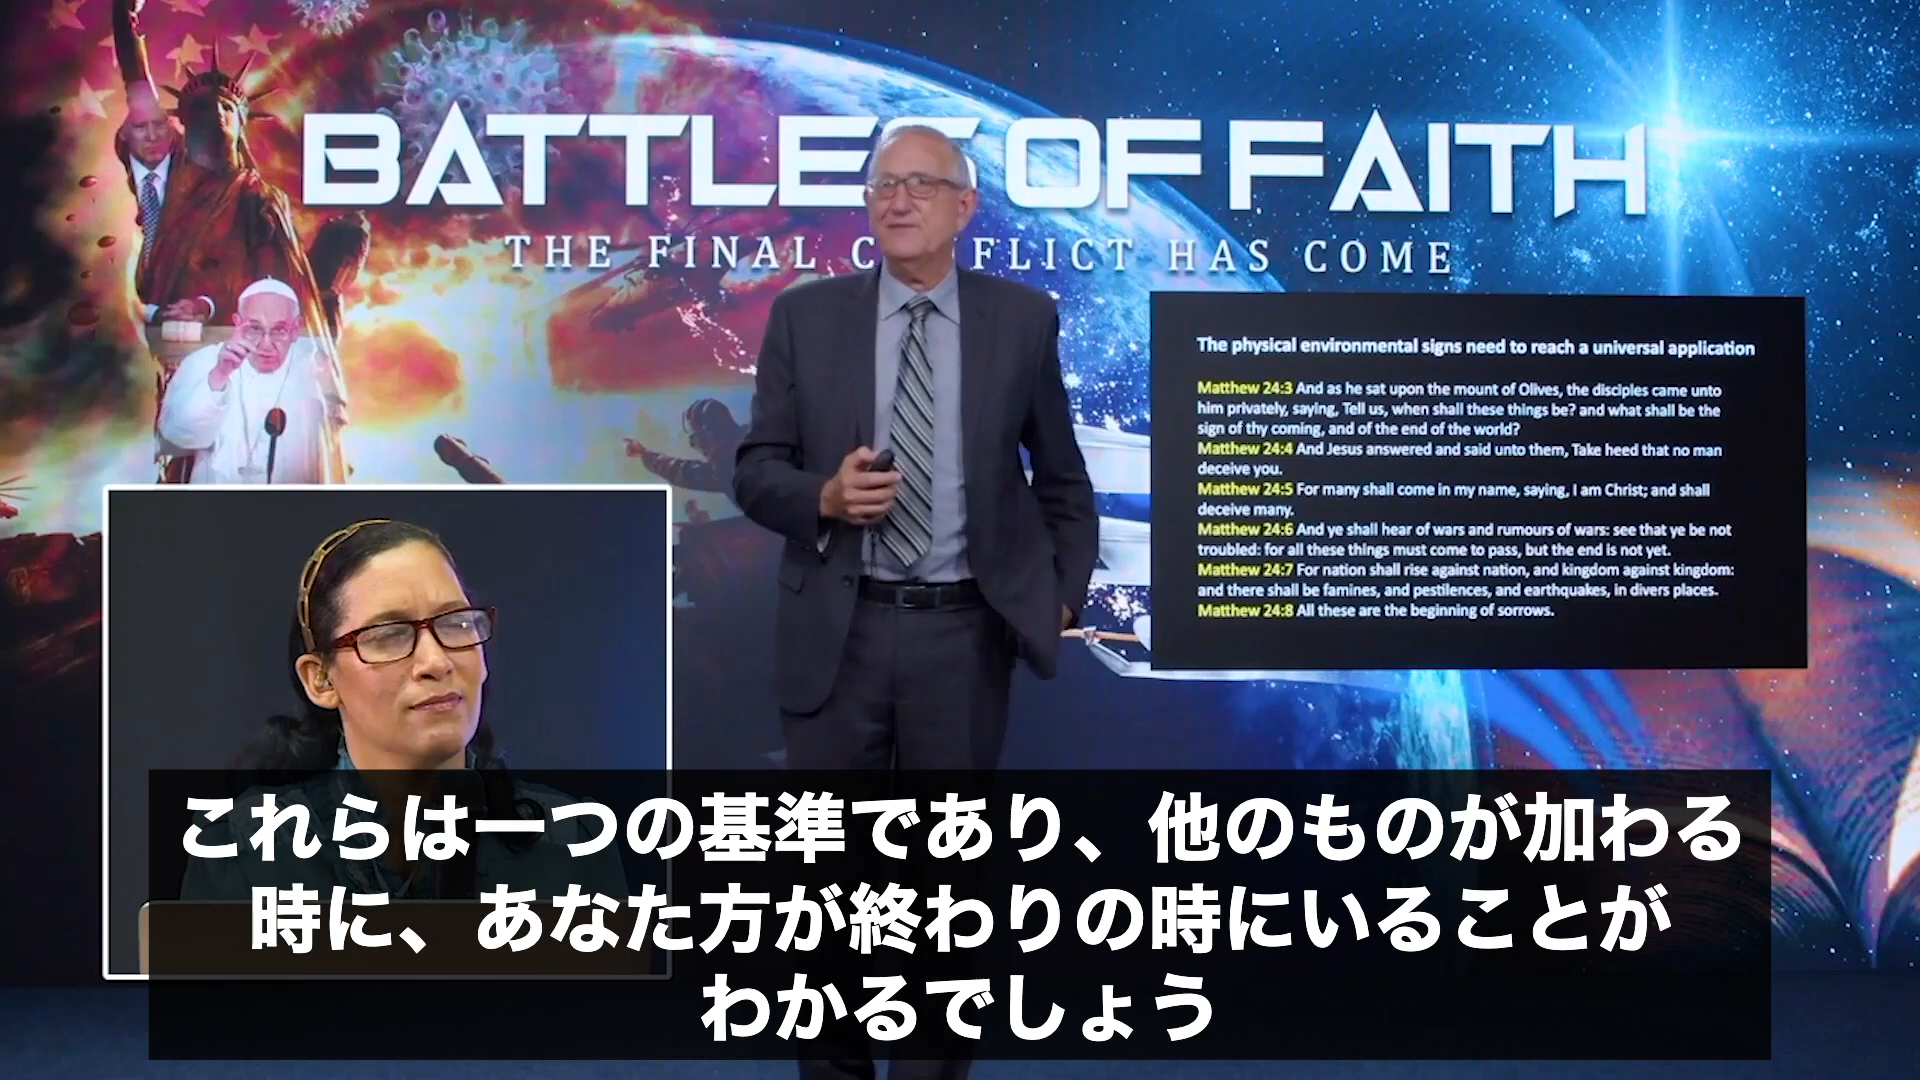 BATTLES OF FAITH
THE FINAL CONFLICT HAS COME
The physical environmental signs need to reach a universal application
Matthew 24:3 And as he sat upon the mount of Olives, the disciples came unto
him privately, saying, Tell us, when shall these things be? and what shall be the
sign of thy coming, and of the end of the world?
Matthew 24:4 And Jesus answered and said unto them, Take heed that no man
deceive you.
Matthew 24:5 For many shall come in my name, saying, I am Christ; and shall
deceive many.
Matthew 24:6 And ye shall hear of wars and rumours of wars: see that ye be not
troubled: for all these things must come to pass, but the end is not yet.
Matthew 24:7 For nation shall rise against nation, and kingdom against kingdom:
and there shall be famines, and pestilences, and earthquakes, in divers places.
Matthew 24:8 All these are the beginning of sorrows.
これらは一つの基準であり、他のものが加わる
時に、あなた方が終わりの時にいることが
わかるでしょう